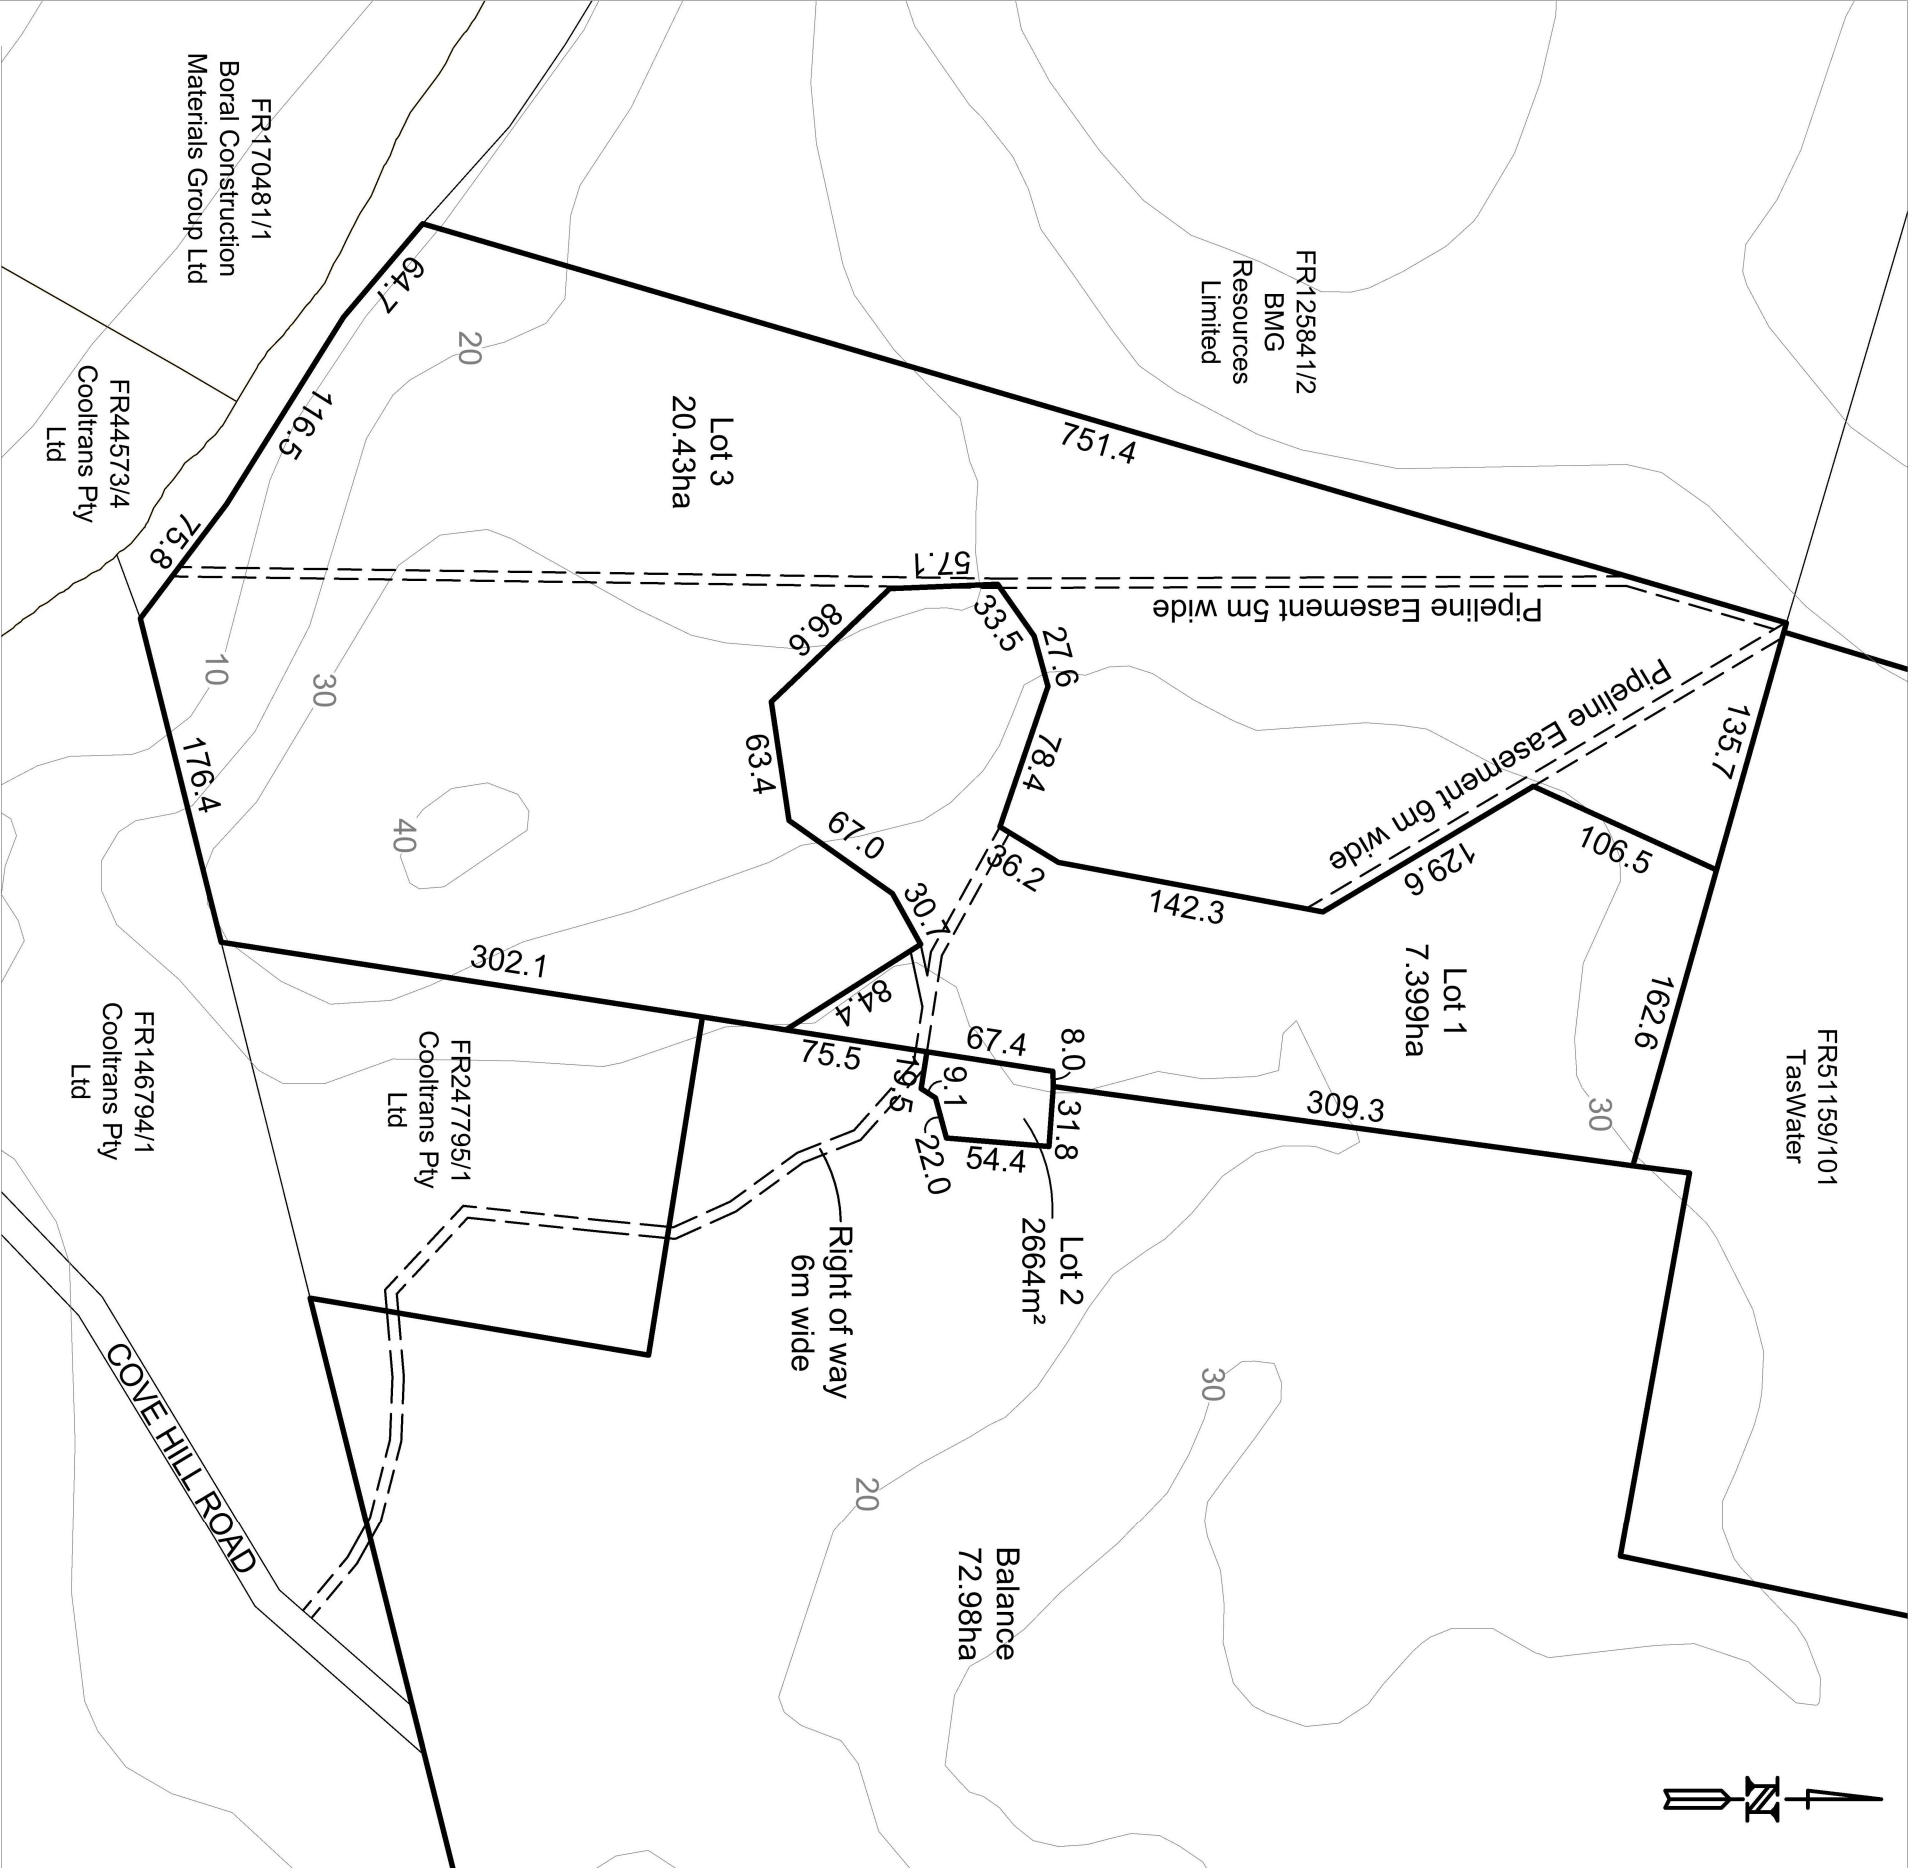 FR170481/1
Boral Construction
Materials Group Ltd
FR44573/4
Cooltrans Pty
Ltd
FR125841/2
BMG
Resources
Limited
64.7
116.5
75.8
176.4
20
10
30
40
Lot 3
20.43ha
751.4
57.1
33.5
27.6
78.4
86.6
63.4
67.0
30.7
36.2
142.3
129.6
106.5
135.7
162.6
Pipeline Easement 5m wide
Pipeline Easement 6m wide
Lot 1
7.399ha
FR51159/101
TasWater
30
302.1
84.4
75.5
67.4
8.0
309.3
19.5
9.1
22.0
54.4
31.8
Lot 2
2664m²
Right of way
6m wide
FR146794/1
Cooltrans Pty
Ltd
FR247795/1
Cooltrans Pty
Ltd
COVE HILL ROAD
30
20
Balance
72.98ha
N